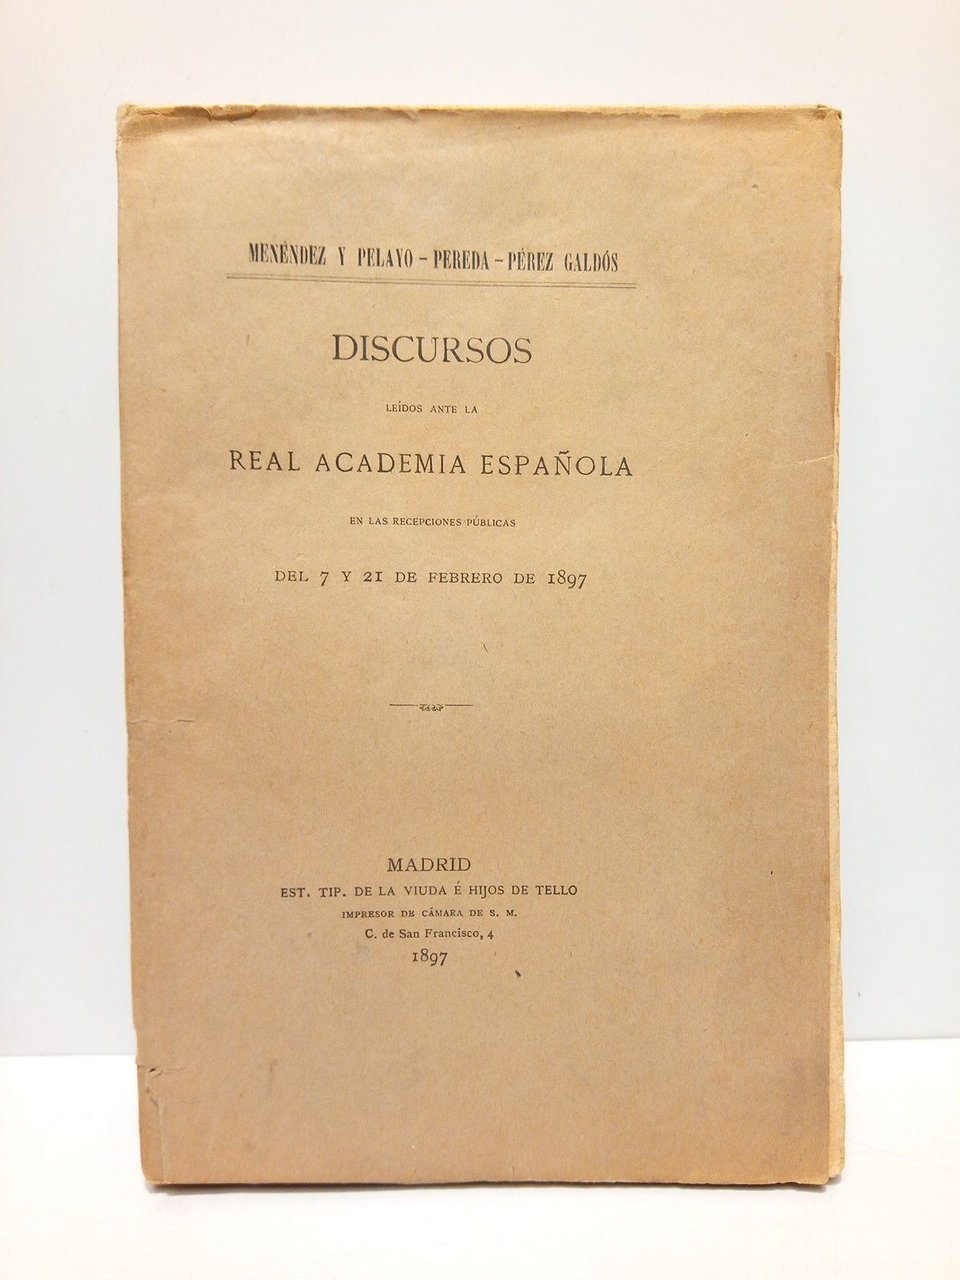 MENÉNDEZ Y PELAYO – PEREDA – PÉREZ GALDÓS
DISCURSOS
LEÍDOS ANTE LA
REAL ACADEMIA ESPAÑOLA
EN LAS RECEPCIONES PÚBLICAS
DEL 7 Y 21 DE FEBRERO DE 1897
MADRID
EST. TIP. DE LA VIUDA É HIJOS DE TELLO
IMPRESOR DE CÁMARA DE S. M.
C. de San Francisco, 4
1897